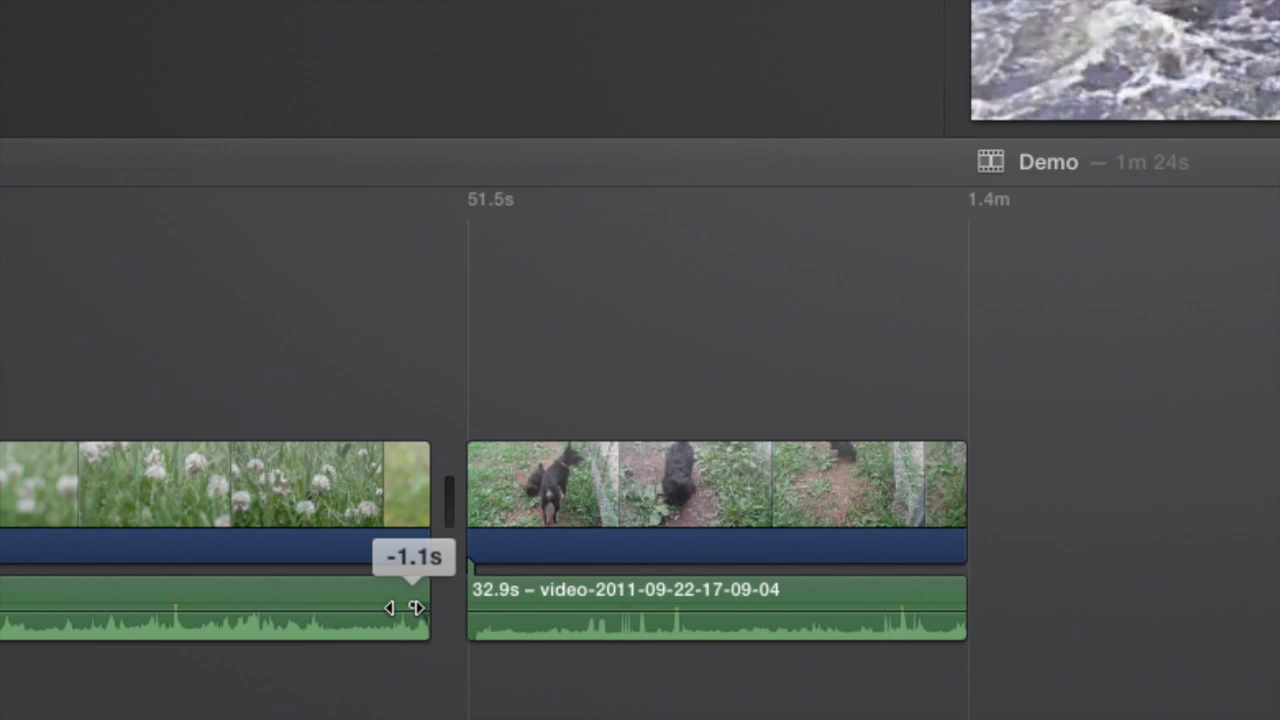 Demo — 1m 24s
51.5s
1.4m
-1.1s
32.9s – video-2011-09-22-17-09-04